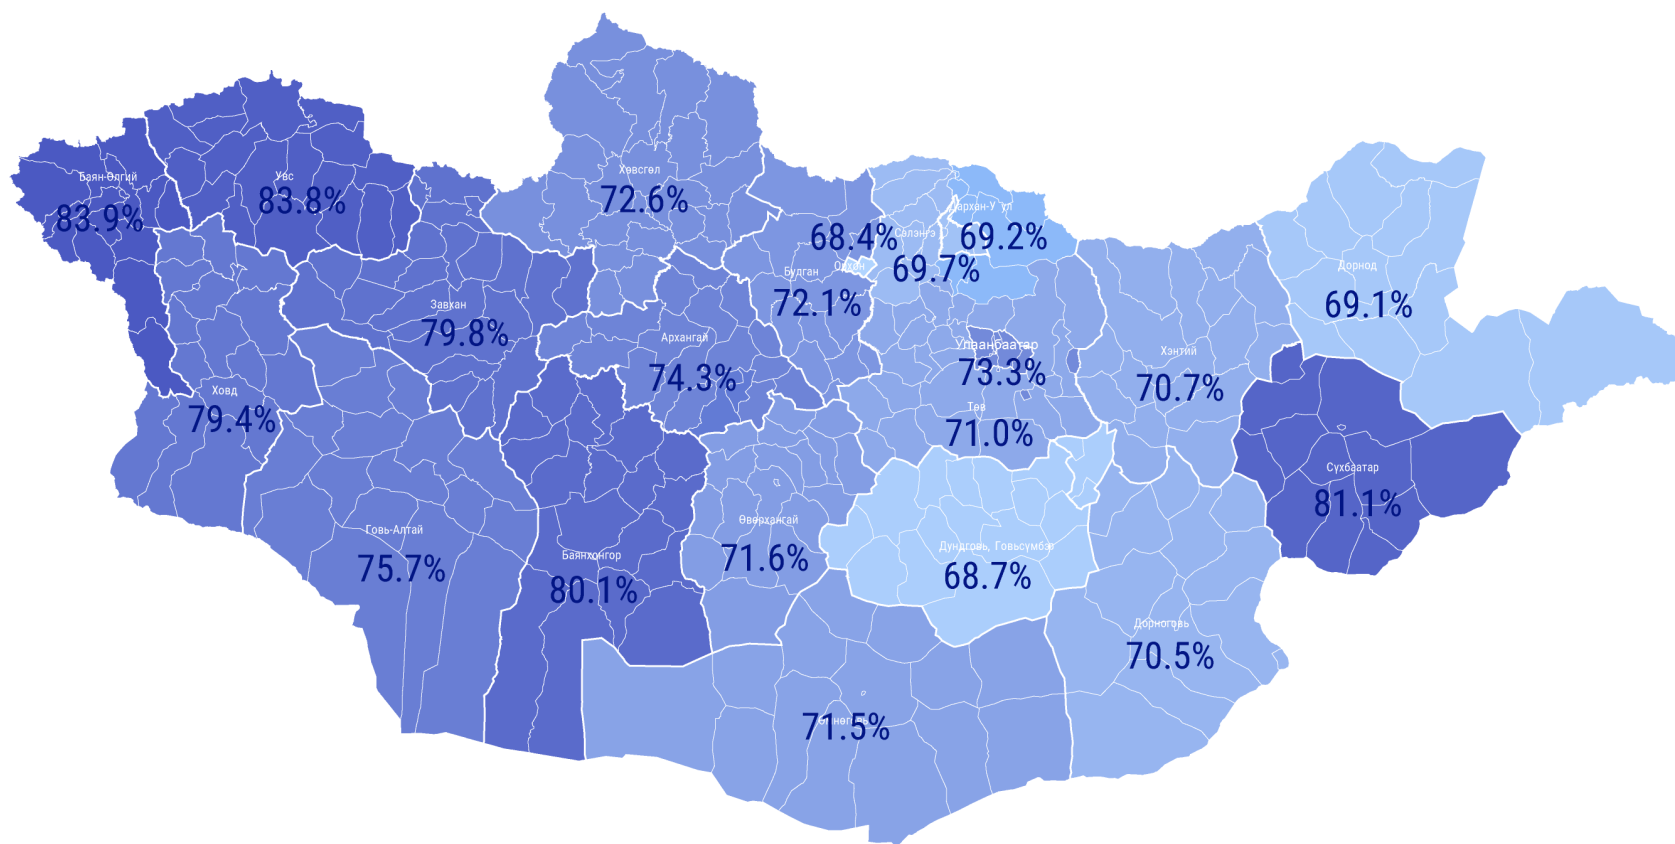 Баян-Өлгий
83.9%
Увс
83.8%
Хөвсгөл
72.6%
68.4%
Орхон
Сэлэнгэ
69.7%
Дархан-У ул
69.2%
Булган
72.1%
Дорнод
69.1%
Завхан
79.8%
Архангай
74.3%
Улаанбаатар
73.3%
Хэнтий
70.7%
Ховд
79.4%
Төв
71.0%
Сүхбаатар
81.1%
Говь-Алтай
75.7%
Баянхонгор
80.1%
Өвөрхангай
71.6%
Дундговь, Говьсүмбэр
68.7%
Дорноговь
70.5%
Өмнөговь
71.5%